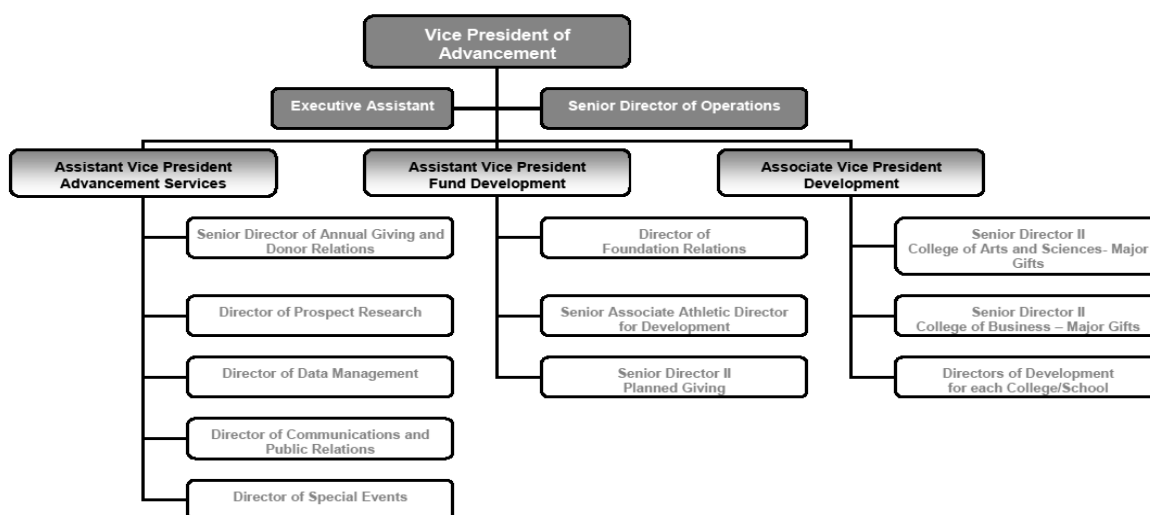 Vice President of
Advancement
Executive Assistant
Senior Director of Operations
Assistant Vice President
Advancement Services
Assistant Vice President
Fund Development
Associate Vice President
Development
Senior Director of Annual Giving and
Donor Relations
Director of Prospect Research
Director of Data Management
Director of Communications and
Public Relations
Director of Special Events
Director of
Foundation Relations
Senior Associate Athletic Director
for Development
Senior Director II
Planned Giving
Senior Director II
College of Arts and Sciences- Major
Gifts
Senior Director II
College of Business – Major Gifts
Directors of Development
for each College/School